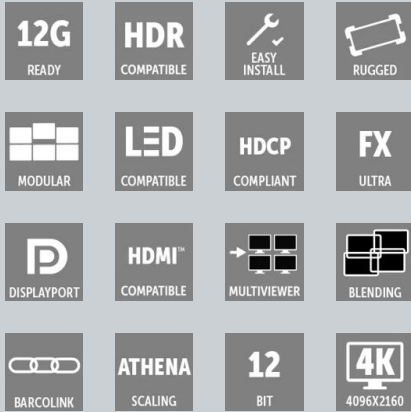 12G
READY
HDR
COMPATIBLE
EASY
INSTALL
RUGGED
MODULAR
LED
COMPATIBLE
HDCP
COMPLIANT
FX
ULTRA
DISPLAYPORT
HDMI™
COMPATIBLE
MULTIVIEWER
BLENDING
BARCOLINK
ATHENA
SCALING
12
BIT
4K
4096X2160